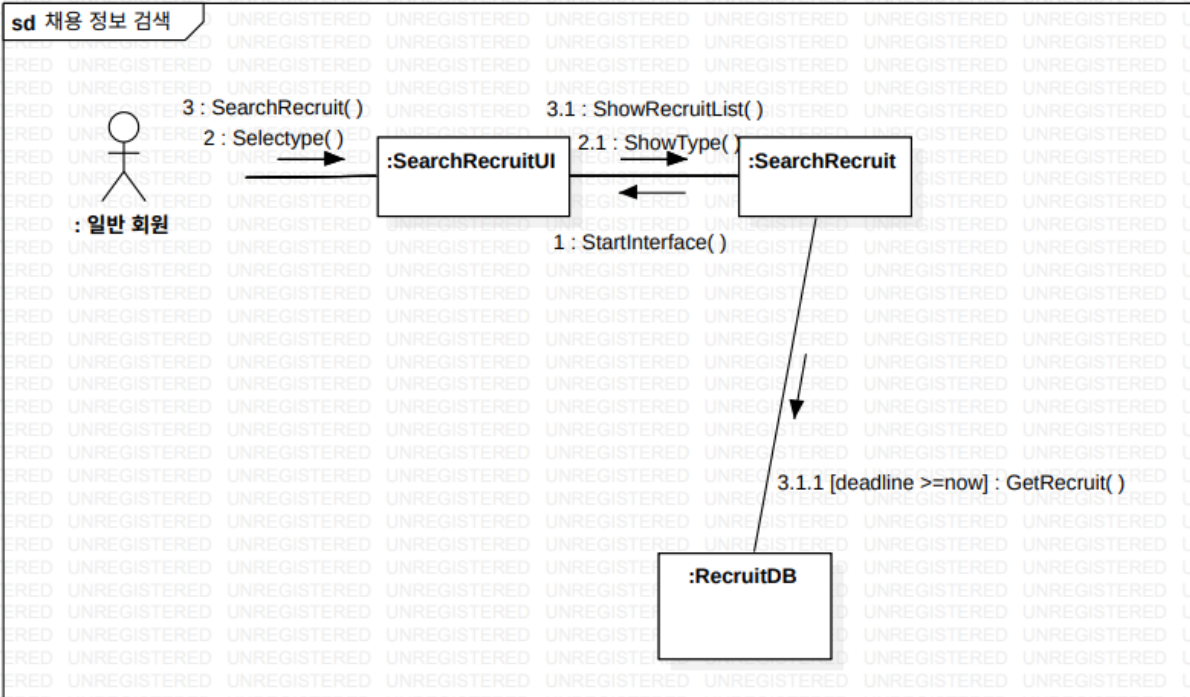 sd 채용 정보 검색
3 : SearchRecruit( )
2 : Selectype( )
3.1 : ShowRecruitList( )
2.1 : ShowType( )
:SearchRecruitUI
:SearchRecruit
: 일반 회원
1 : StartInterface( )
3.1.1 [deadline >=now] : GetRecruit( )
:RecruitDB
UNREGISTERED